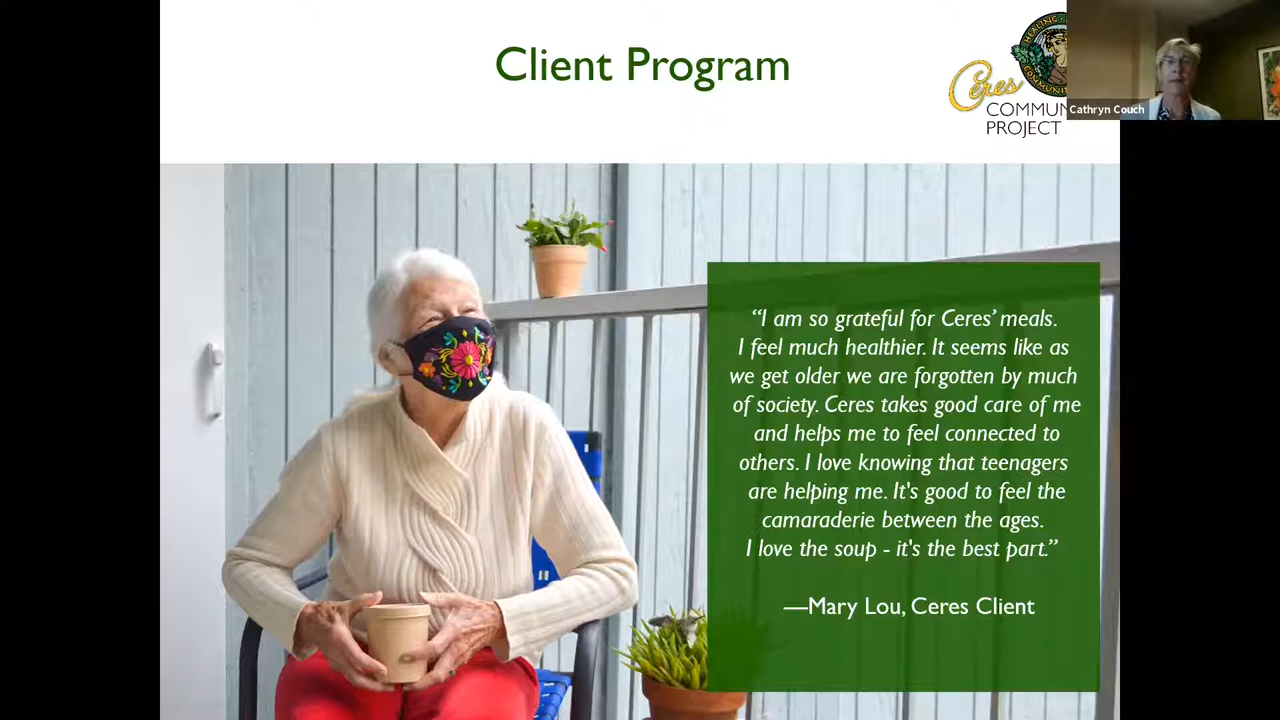 Client Program
HEALING
Ceres
COMMUN
PROJECT
Cathryn Couch
“I am so grateful for Ceres’ meals.
I feel much healthier. It seems like as
we get older we are forgotten by much
of society. Ceres takes good care of me
and helps me to feel connected to
others. I love knowing that teenagers
are helping me. It's good to feel the
camaraderie between the ages.
I love the soup - it's the best part.”
—Mary Lou, Ceres Client